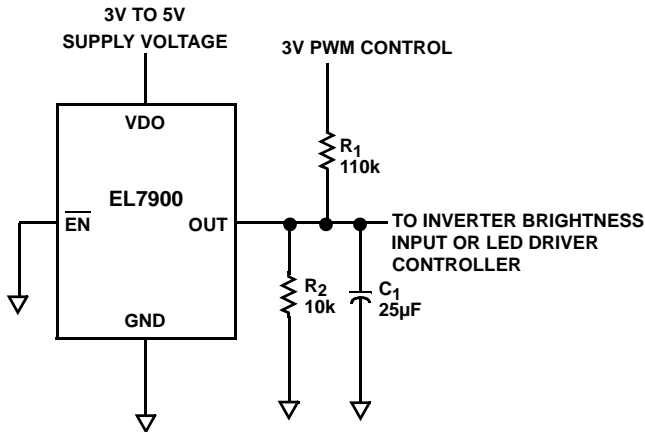 3V TO 5V
SUPPLY VOLTAGE
3V PWM CONTROL
VDO
R1
110k
EL7900
EN
OUT
TO INVERTER BRIGHTNESS
INPUT OR LED DRIVER
CONTROLLER
R2
10k
C1
25µF
GND